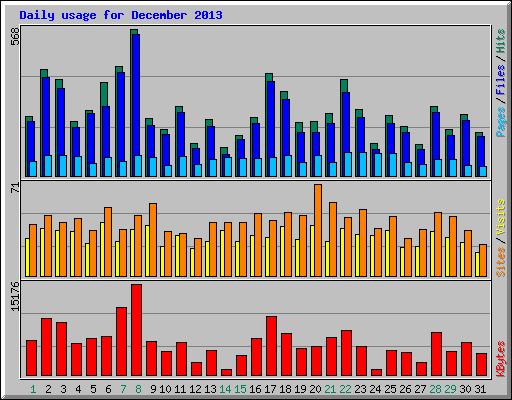 Daily usage for December 2013
568
Pages / Files / Hits
71
Sites / Visits
15176
KBytes
1 2 3 4 5 6 7 8 9 10 11 12 13 14 15 16 17 18 19 20 21 22 23 24 25 26 27 28 29 30 31